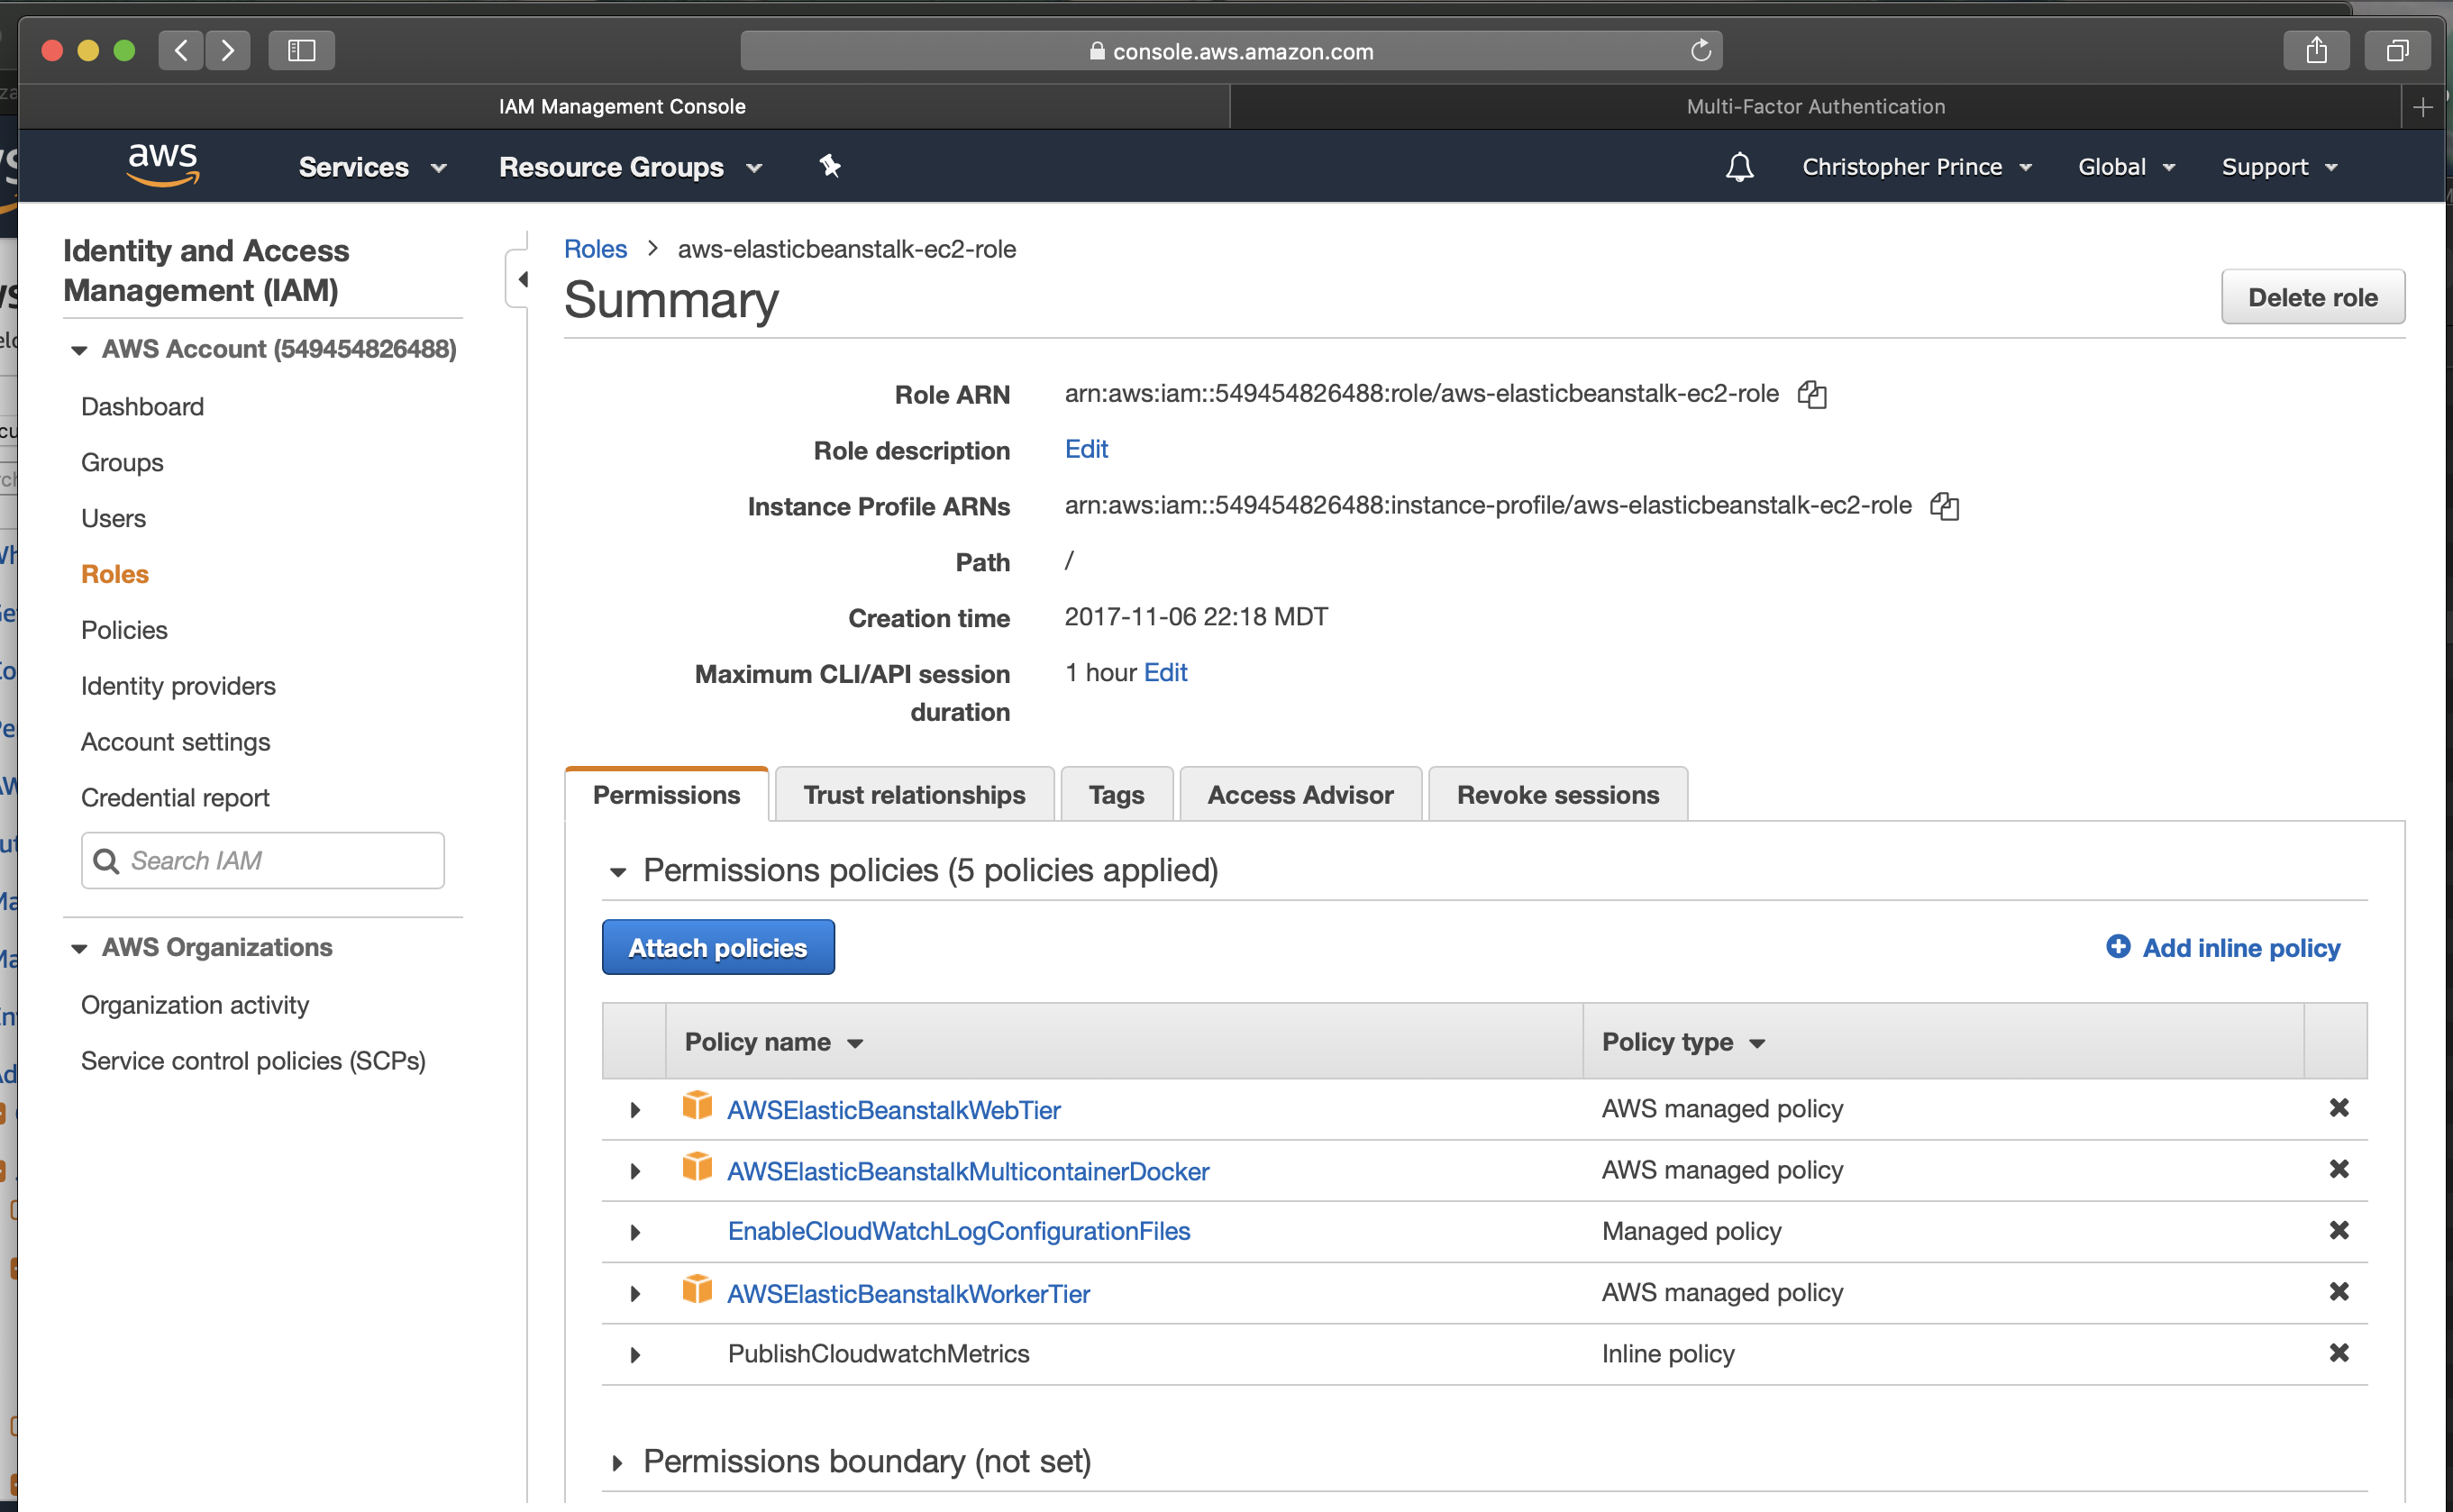 console.aws.amazon.com
IAM Management Console
Multi-Factor Authentication
aws
Services
Resource Groups
Christopher Prince
Global
Support
Identity and Access
Management (IAM)
AWS Account (549454826488)
Dashboard
Groups
Users
Roles
Policies
Identity providers
Account settings
Credential report
Search IAM
AWS Organizations
Organization activity
Service control policies (SCPs)
Roles > aws-elasticbeanstalk-ec2-role
Summary
Delete role
Role ARN arn:aws:iam::549454826488:role/aws-elasticbeanstalk-ec2-role
Role description Edit
Instance Profile ARNs arn:aws:iam::549454826488:instance-profile/aws-elasticbeanstalk-ec2-role
Path /
Creation time 2017-11-06 22:18 MDT
Maximum CLI/API session 1 hour Edit
duration
Permissions
Trust relationships
Tags
Access Advisor
Revoke sessions
Permissions policies (5 policies applied)
Attach policies
Add inline policy
Policy name Policy type
AWSElasticBeanstalkWebTier AWS managed policy
AWSElasticBeanstalkMulticontainerDocker AWS managed policy
EnableCloudWatchLogConfigurationFiles Managed policy
AWSElasticBeanstalkWorkerTier AWS managed policy
PublishCloudwatchMetrics Inline policy
Permissions boundary (not set)